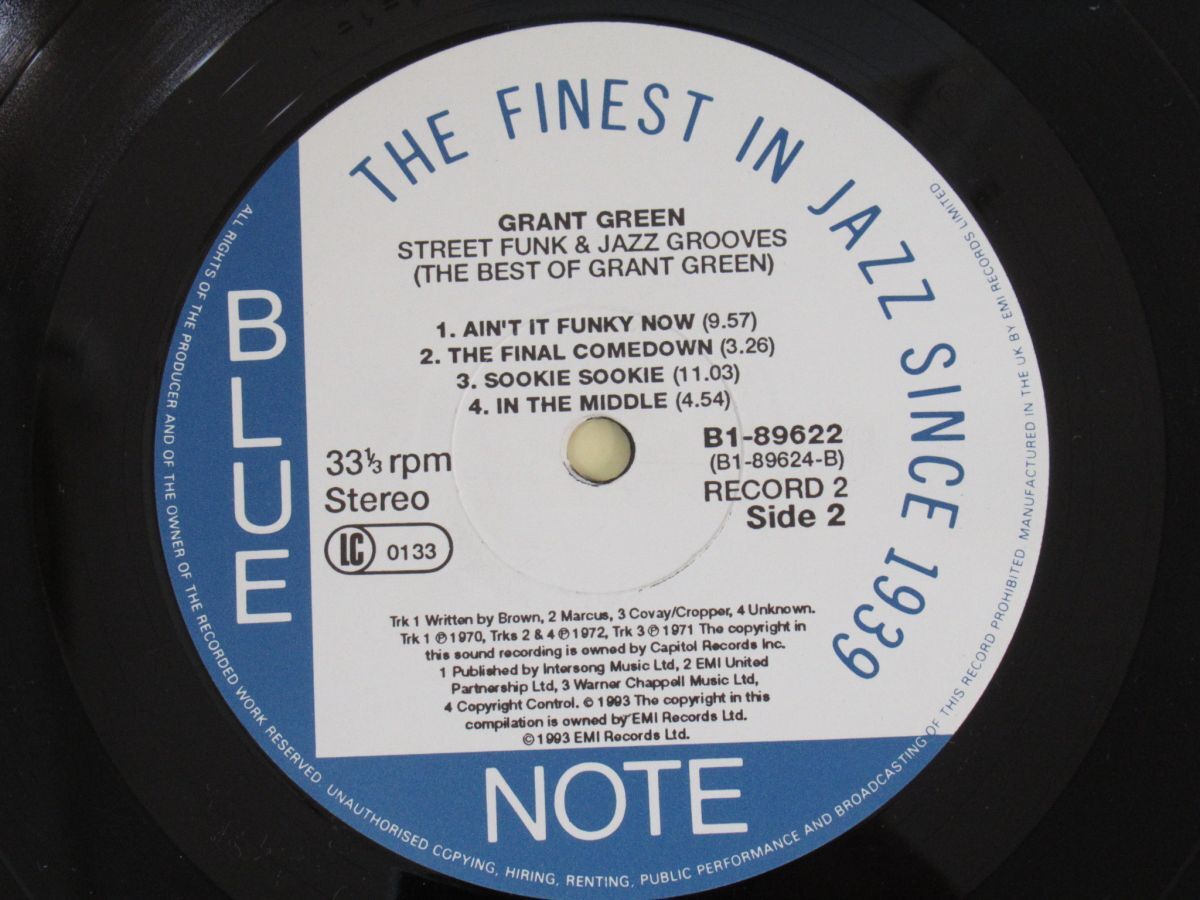 THE FINEST IN JAZZ SINCE 1939
GRANT GREEN
STREET FUNK & JAZZ GROOVES
(THE BEST OF GRANT GREEN)
1. AIN'T IT FUNKY NOW (9.57)
2. THE FINAL COMEDOWN (3.26)
3. SOOKIE SOOKIE (11.03)
4. IN THE MIDDLE (4.54)
BLUE
33⅓ rpm
Stereo
LC 0133
B1-89622
(B1-89624-B)
RECORD 2
Side 2
Trk 1 Written by Brown, 2 Marcus, 3 Covay/Cropper, 4 Unknown.
Trk 1 ℗ 1970, Trks 2 & 4 ℗ 1972, Trk 3 ℗ 1971 The copyright in
this sound recording is owned by Capitol Records Inc.
1 Published by Intersong Music Ltd, 2 EMI United
Partnership Ltd, 3 Warner Chappell Music Ltd,
4 Copyright Control. © 1993 The copyright in this
compilation is owned by EMI Records Ltd.
© 1993 EMI Records Ltd.
NOTE
ALL RIGHTS OF THE PRODUCER AND OF THE OWNER OF THE RECORDED WORK RESERVED. UNAUTHORISED COPYING, HIRING, RENTING, PUBLIC PERFORMANCE AND BROADCASTING OF THIS RECORD PROHIBITED. MANUFACTURED IN THE UK BY EMI RECORDS LIMITED